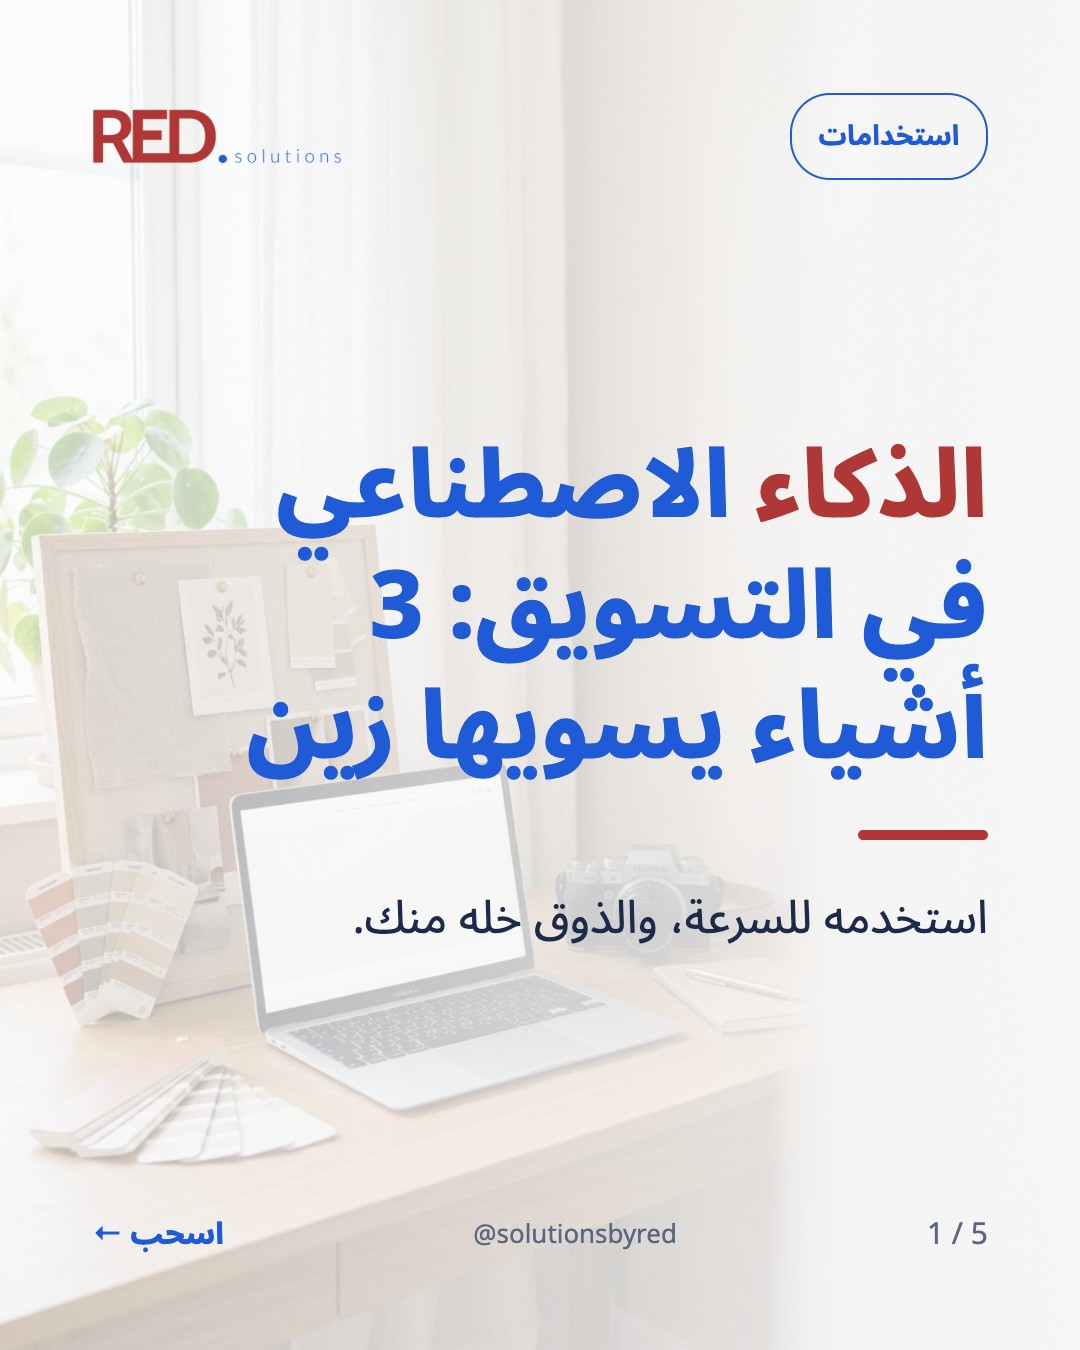 RED.solutions
استخدامات
الذكاء الاصطناعي
في التسويق: 3
أشياء يسويها زين
استخدمه للسرعة، والذوق خله منك.
1 / 5
@solutionsbyred
اسحب ←